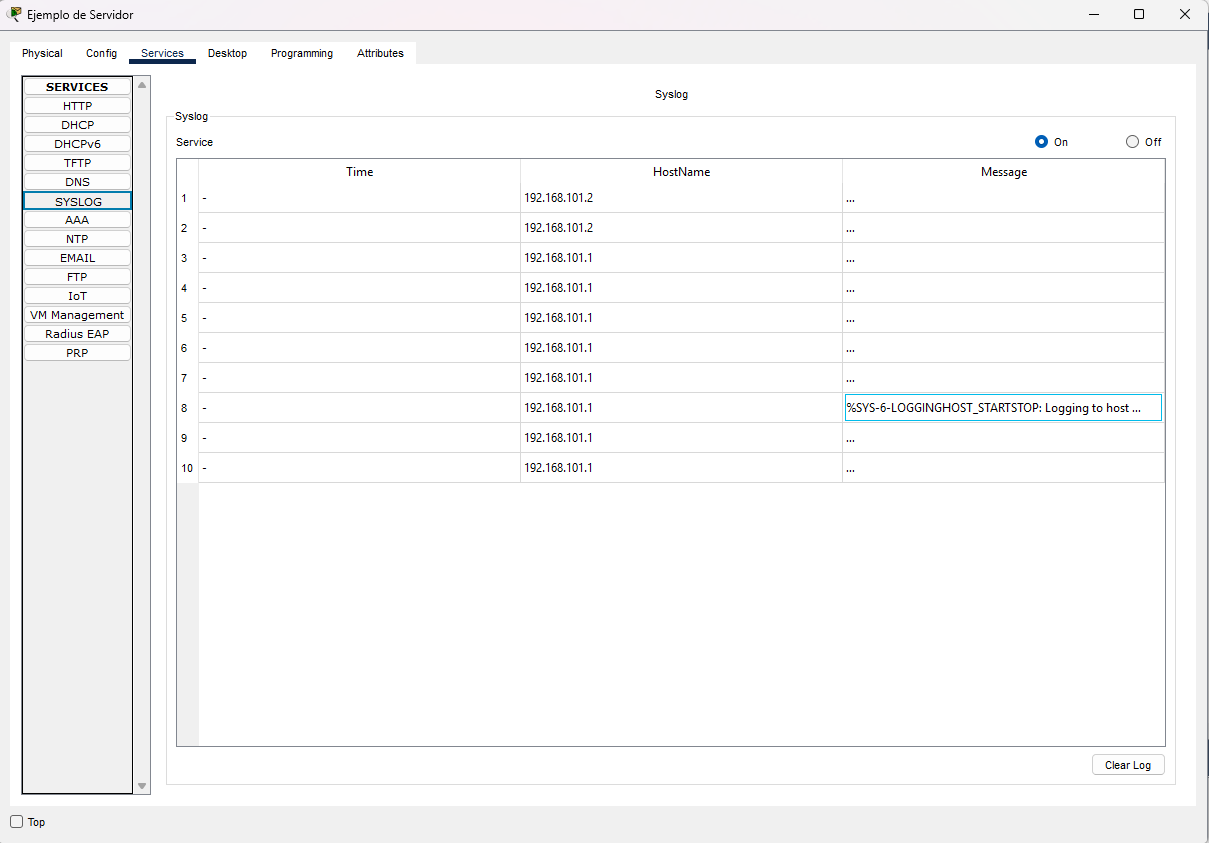 Ejemplo de Servidor
Physical Config Services Desktop Programming Attributes
SERVICES
HTTP
DHCP
DHCPv6
TFTP
DNS
SYSLOG
AAA
NTP
EMAIL
FTP
IoT
VM Management
Radius EAP
PRP
Syslog
Syslog
Service On Off
Time HostName Message
1 - 192.168.101.2 ...
2 - 192.168.101.2 ...
3 - 192.168.101.1 ...
4 - 192.168.101.1 ...
5 - 192.168.101.1 ...
6 - 192.168.101.1 ...
7 - 192.168.101.1 ...
8 - 192.168.101.1 %SYS-6-LOGGINGHOST_STARTSTOP: Logging to host ...
9 - 192.168.101.1 ...
10 - 192.168.101.1 ...
Clear Log
Top